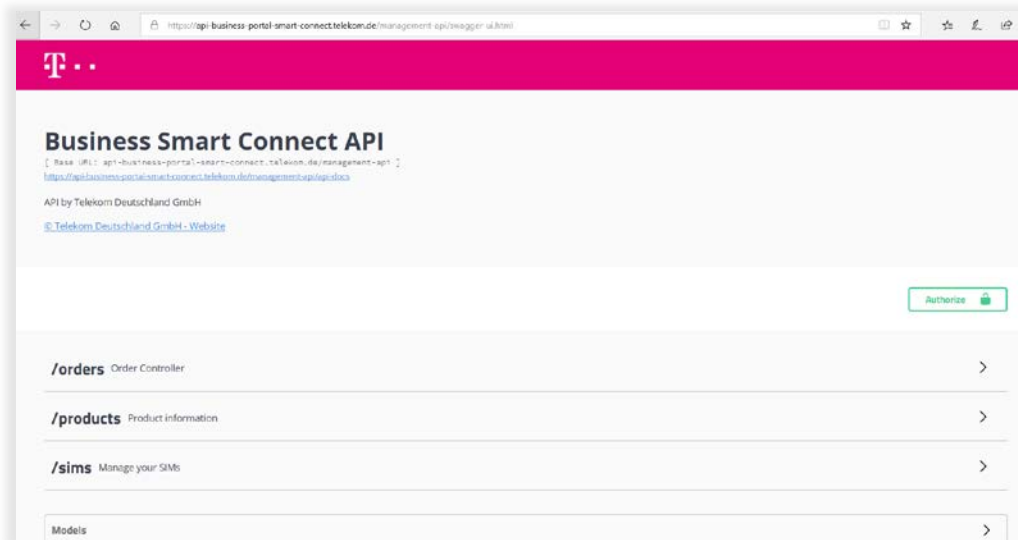 https://api-business-portal-smart-connect.telekom.de/management-api/swagger-ui.html
T
Business Smart Connect API
[ Base URL: api-business-portal-smart-connect.telekom.de/management-api ]
https://api-business-portal-smart-connect.telekom.de/management-api/api-docs
API by Telekom Deutschland GmbH
© Telekom Deutschland GmbH - Website
Authorize
/orders Order Controller
/products Product information
/sims Manage your SIMs
Models